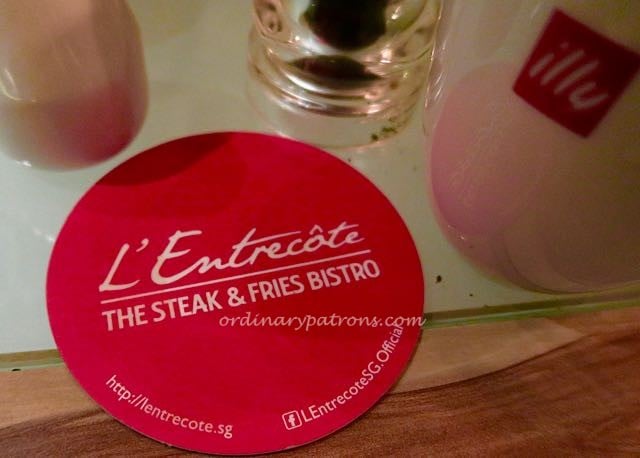 illy
L'Entrecôte
THE STEAK & FRIES BISTRO
ordinarypatrons.com
http://lentrecote.sg
LEntrecoteSG.Official